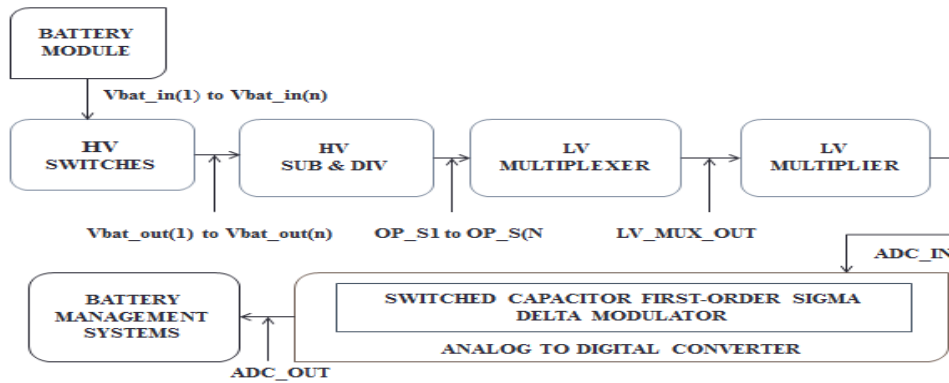 BATTERY
MODULE
Vbat_in(1) to Vbat_in(n)
HV
SWITCHES
HV
SUB & DIV
LV
MULTIPLEXER
LV
MULTIPLIER
Vbat_out(1) to Vbat_out(n)
OP_S1 to OP_S(N
LV_MUX_OUT
ADC_IN
BATTERY
MANAGEMENT
SYSTEMS
SWITCHED CAPACITOR FIRST-ORDER SIGMA
DELTA MODULATOR
ANALOG TO DIGITAL CONVERTER
ADC_OUT